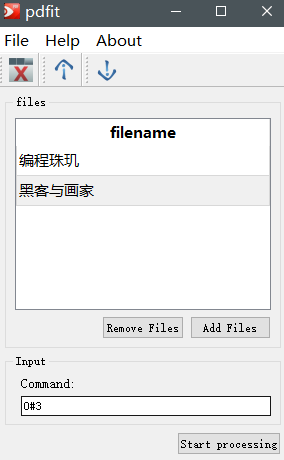 pdfit
File Help About
files
filename
编程珠玑
黑客与画家
Remove Files Add Files
Input
Command:
0#3
Start processing